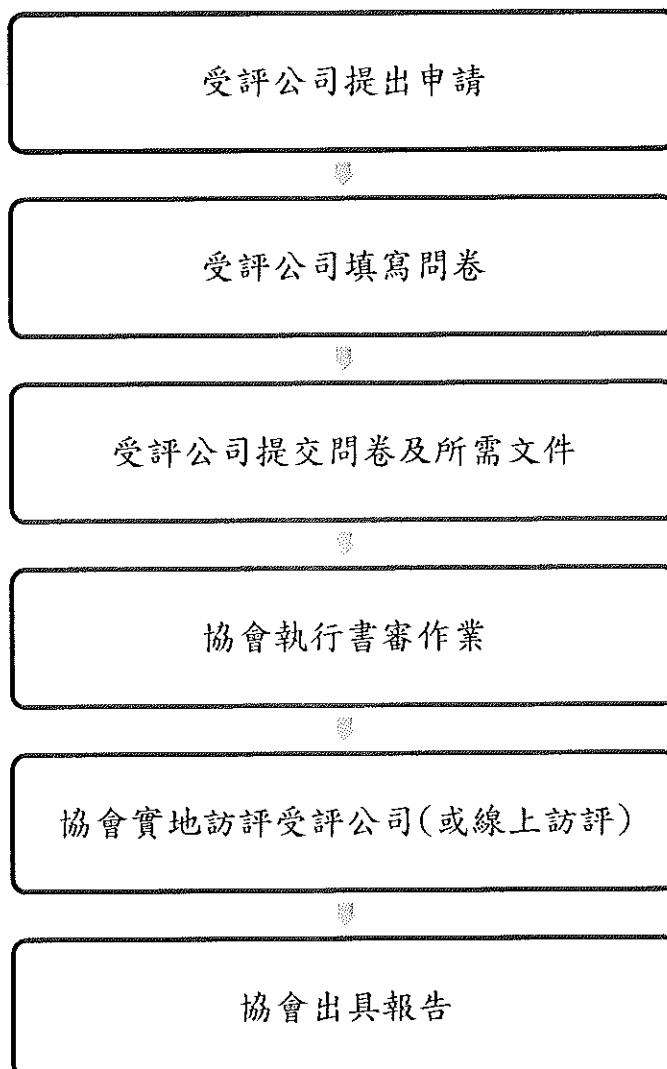 受評公司提出申請
受評公司填寫問卷
受評公司提交問卷及所需文件
協會執行書審作業
協會實地訪評受評公司(或線上訪評)
協會出具報告